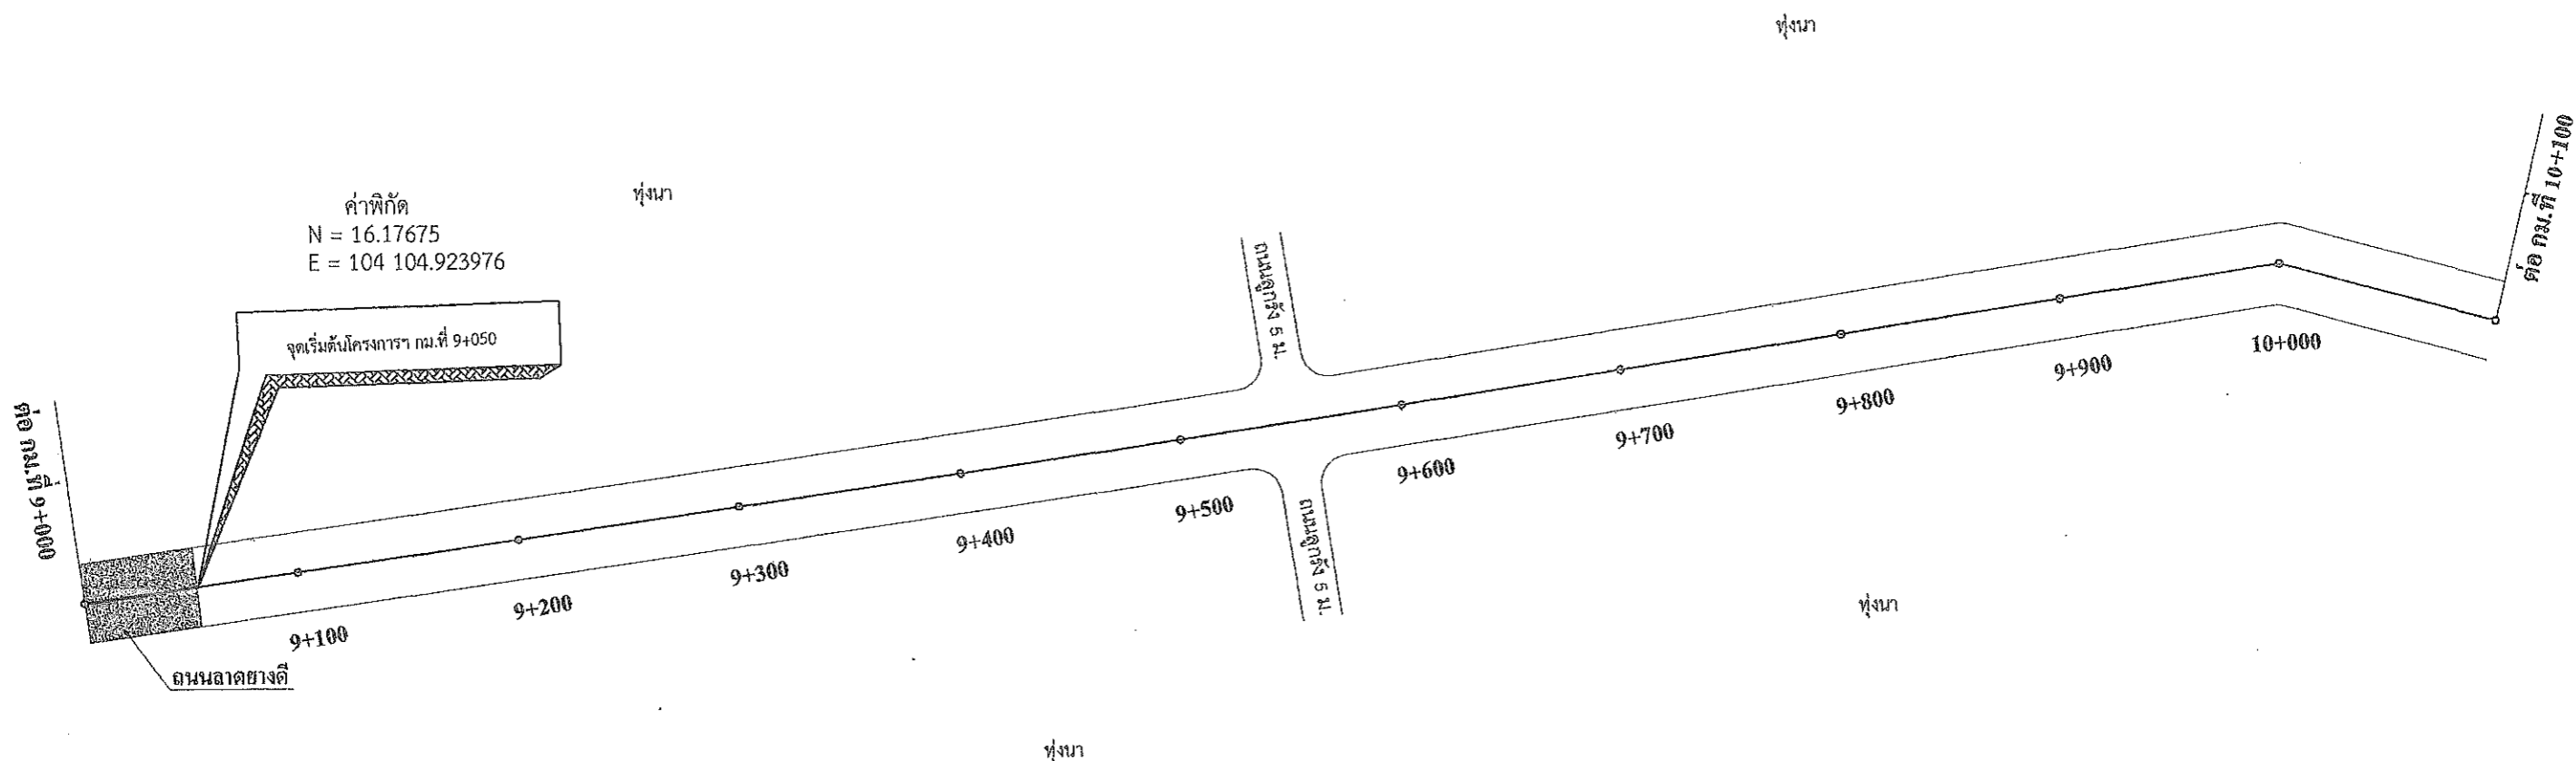 ทุ่งนา
ทุ่งนา
ค่าพิกัด
N = 16.17675
E = 104 104.923976
จุดเริ่มต้นโครงการฯ กม.ที่ 9+050
ต่อ กม.ที่ 9+000
ถนนลูกรัง 5 ม.
ต่อ กม.ที่ 10+100
9+100
9+200
9+300
9+400
9+500
9+600
9+700
9+800
9+900
10+000
ถนนลูกรัง 5 ม.
ถนนลาดยางดี
ทุ่งนา
ทุ่งนา